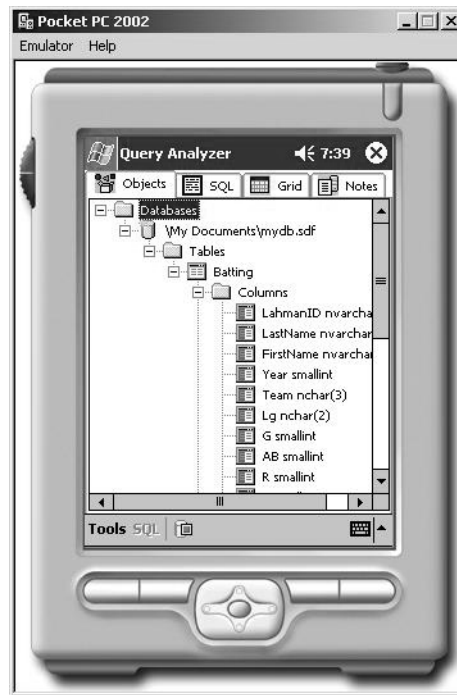 Pocket PC 2002
Emulator Help
Query Analyzer 7:39
Objects SQL Grid Notes
Databases
\My Documents\mydb.sdf
Tables
Batting
Columns
LahmanID nvarcha
LastName nvarchar
FirstName nvarchar
Year smallint
Team nchar(3)
Lg nchar(2)
G smallint
AB smallint
R smallint
Tools SQL